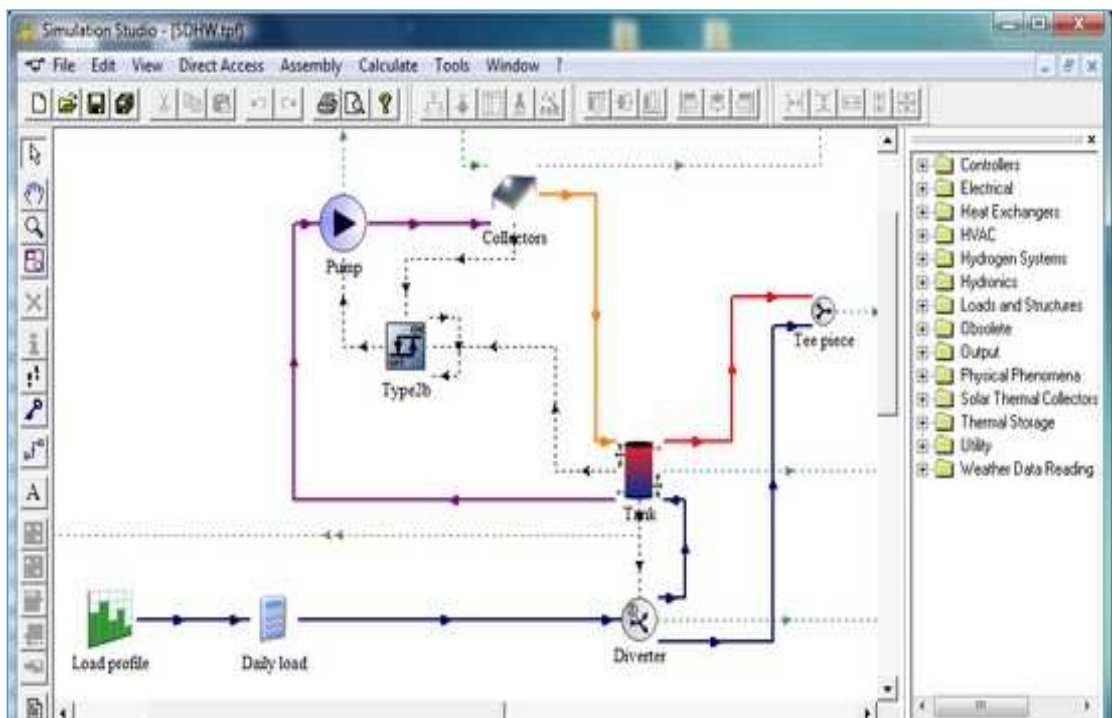 Simulation Studio - [SDHW.tpf]
File Edit View Direct Access Assembly Calculate Tools Window ?
Collectors
Pump
Type2b
Tee piece
Tank
Load profile
Daily load
Diverter
A
Controllers
Electrical
Heat Exchangers
HVAC
Hydrogen Systems
Hydronics
Loads and Structures
Obsolete
Output
Physical Phenomena
Solar Thermal Collectors
Thermal Storage
Utility
Weather Data Reading